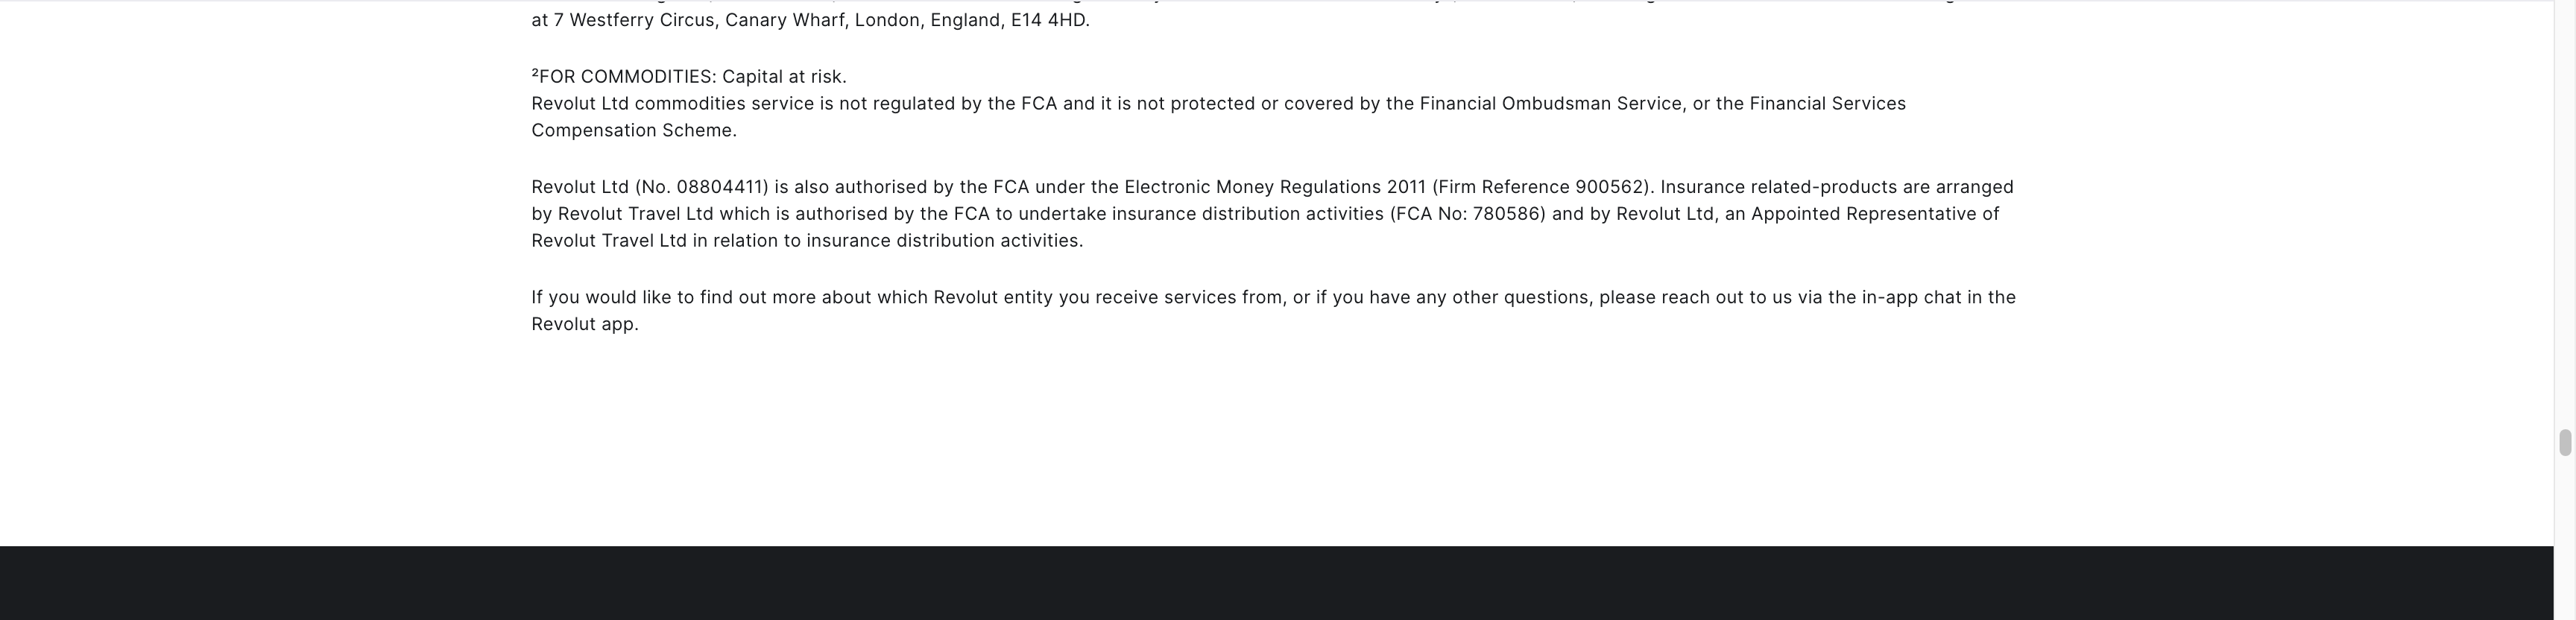 at 7 Westferry Circus, Canary Wharf, London, England, E14 4HD.
²FOR COMMODITIES: Capital at risk.
Revolut Ltd commodities service is not regulated by the FCA and it is not protected or covered by the Financial Ombudsman Service, or the Financial Services
Compensation Scheme.
Revolut Ltd (No. 08804411) is also authorised by the FCA under the Electronic Money Regulations 2011 (Firm Reference 900562). Insurance related-products are arranged
by Revolut Travel Ltd which is authorised by the FCA to undertake insurance distribution activities (FCA No: 780586) and by Revolut Ltd, an Appointed Representative of
Revolut Travel Ltd in relation to insurance distribution activities.
If you would like to find out more about which Revolut entity you receive services from, or if you have any other questions, please reach out to us via the in-app chat in the
Revolut app.